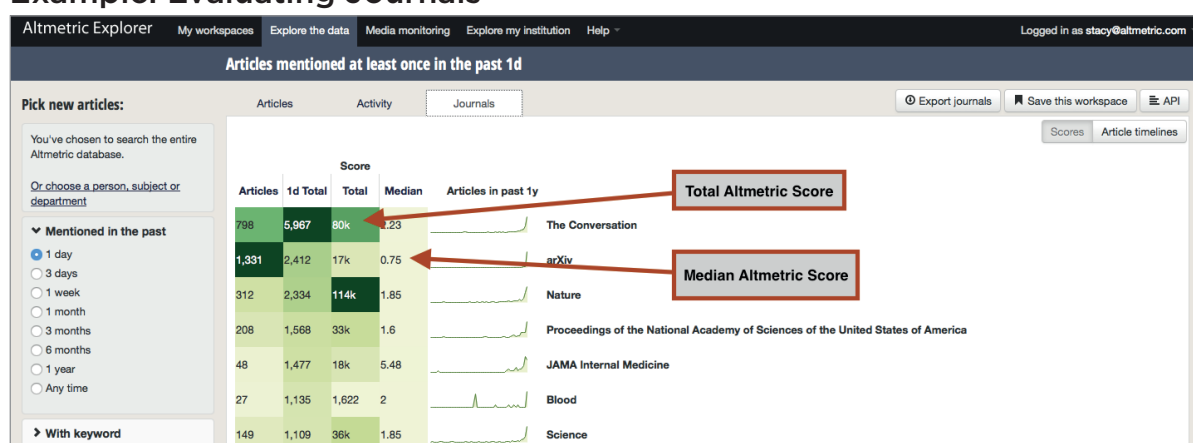 Example: Evaluating Journals
Altmetric Explorer My workspaces Explore the data Media monitoring Explore my institution Help Logged in as stacy@altmetric.com
Articles mentioned at least once in the past 1d
Pick new articles:
Articles Activity Journals Export journals Save this workspace API
You've chosen to search the entire
Altmetric database.
Or choose a person, subject or
department
Scores Article timelines
Score
Articles 1d Total Total Median Articles in past 1y
Total Altmetric Score
Mentioned in the past
798 5,967 80k 2.23 The Conversation
1 day
1,331 2,412 17k 0.75 arXiv
3 days
Median Altmetric Score
1 week
312 2,334 114k 1.85 Nature
1 month
3 months
208 1,568 33k 1.6 Proceedings of the National Academy of Sciences of the United States of America
6 months
1 year
48 1,477 18k 5.48 JAMA Internal Medicine
Any time
27 1,135 1,622 2 Blood
With keyword
149 1,109 36k 1.85 Science